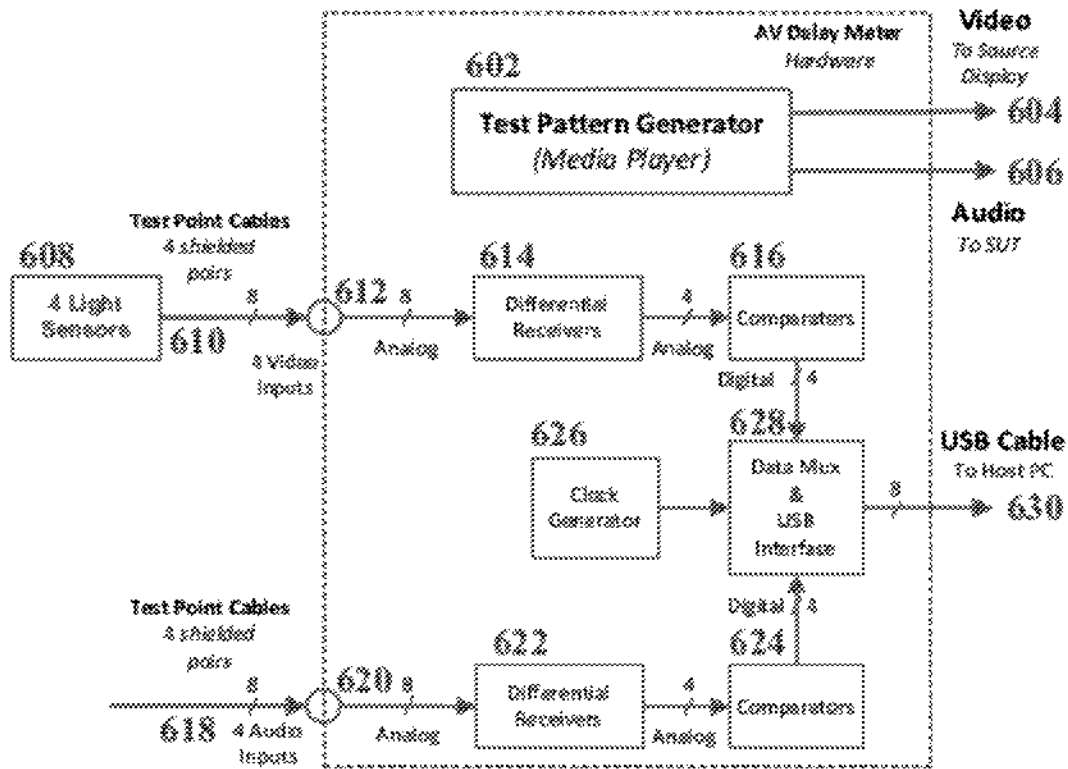 Video
AV Delay Meter
Hardware
To Source
Display
602
Test Pattern Generator
(Media Player)
604
606
Audio
To SUT
Test Point Cables
4 shielded
pairs
608
4 Light
Sensors
8
610
612
8
Analog
4 Video
Inputs
614
Differential
Receivers
4
Analog
616
Comparators
Digital
4
626
Clock
Generator
628
Data Mux
&
USB
Interface
USB Cable
To Host PC
8
630
Test Point Cables
4 shielded
pairs
8
618
4 Audio
Inputs
620
8
Analog
622
Differential
Receivers
4
Analog
Digital
4
624
Comparators